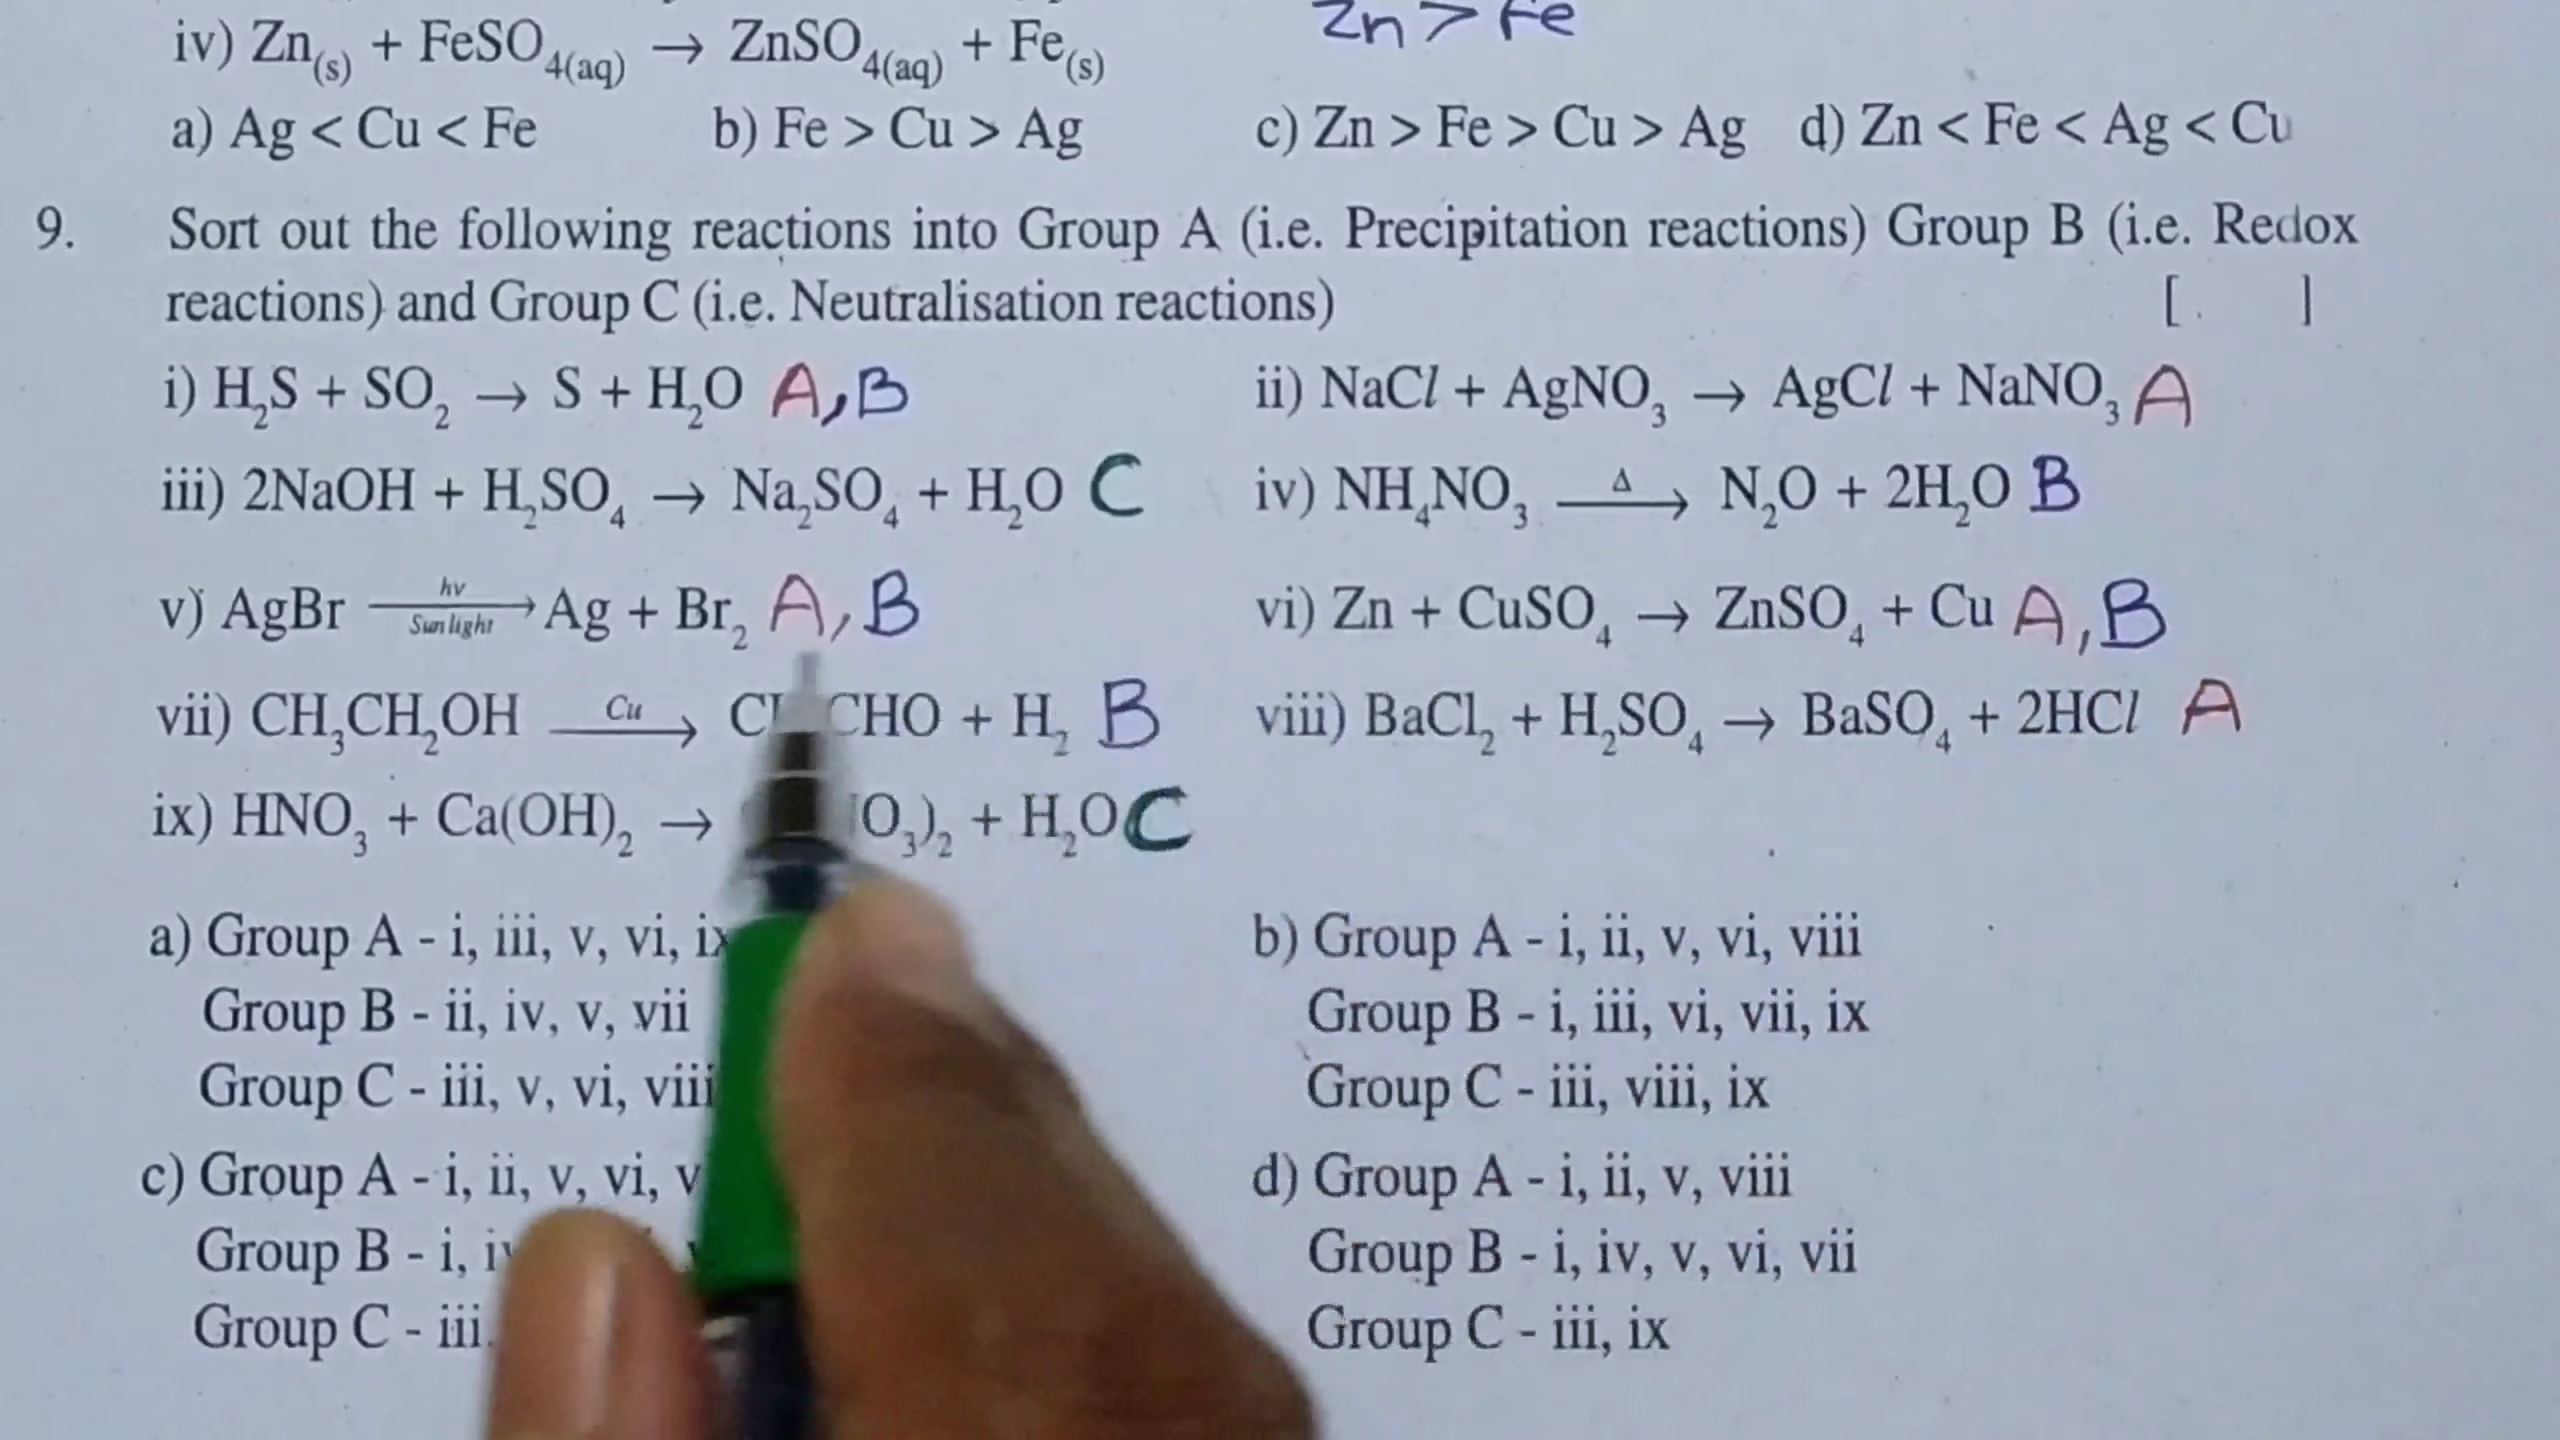 Zn > Fe
iv) Zn(s) + FeSO4(aq) → ZnSO4(aq) + Fe(s)
a) Ag < Cu < Fe b) Fe > Cu > Ag c) Zn > Fe > Cu > Ag d) Zn < Fe < Ag < Cu
9. Sort out the following reactions into Group A (i.e. Precipitation reactions) Group B (i.e. Redox
reactions) and Group C (i.e. Neutralisation reactions) [ ]
i) H2S + SO2 → S + H2O A,B ii) NaCl + AgNO3 → AgCl + NaNO3 A
iii) 2NaOH + H2SO4 → Na2SO4 + H2O C iv) NH4NO3 Δ→ N2O + 2H2O B
v) AgBr hν Sunlight→ Ag + Br2 A,B vi) Zn + CuSO4 → ZnSO4 + Cu A,B
vii) CH3CH2OH Cu→ + H2 B viii) BaCl2 + H2SO4 → BaSO4 + 2HCl A
ix) HNO3 + Ca(OH)2 → O3)2 + H2O C
a) Group A - i, iii, v, vi, b) Group A - i, ii, v, vi, viii
Group B - ii, iv, v, vii Group B - i, iii, vi, vii, ix
Group C - iii, v, vi, viii Group C - iii, viii, ix
c) Group A - i, ii, v, vi, d) Group A - i, ii, v, viii
Group B - i, Group B - i, iv, v, vi, vii
Group C - iii, Group C - iii, ix